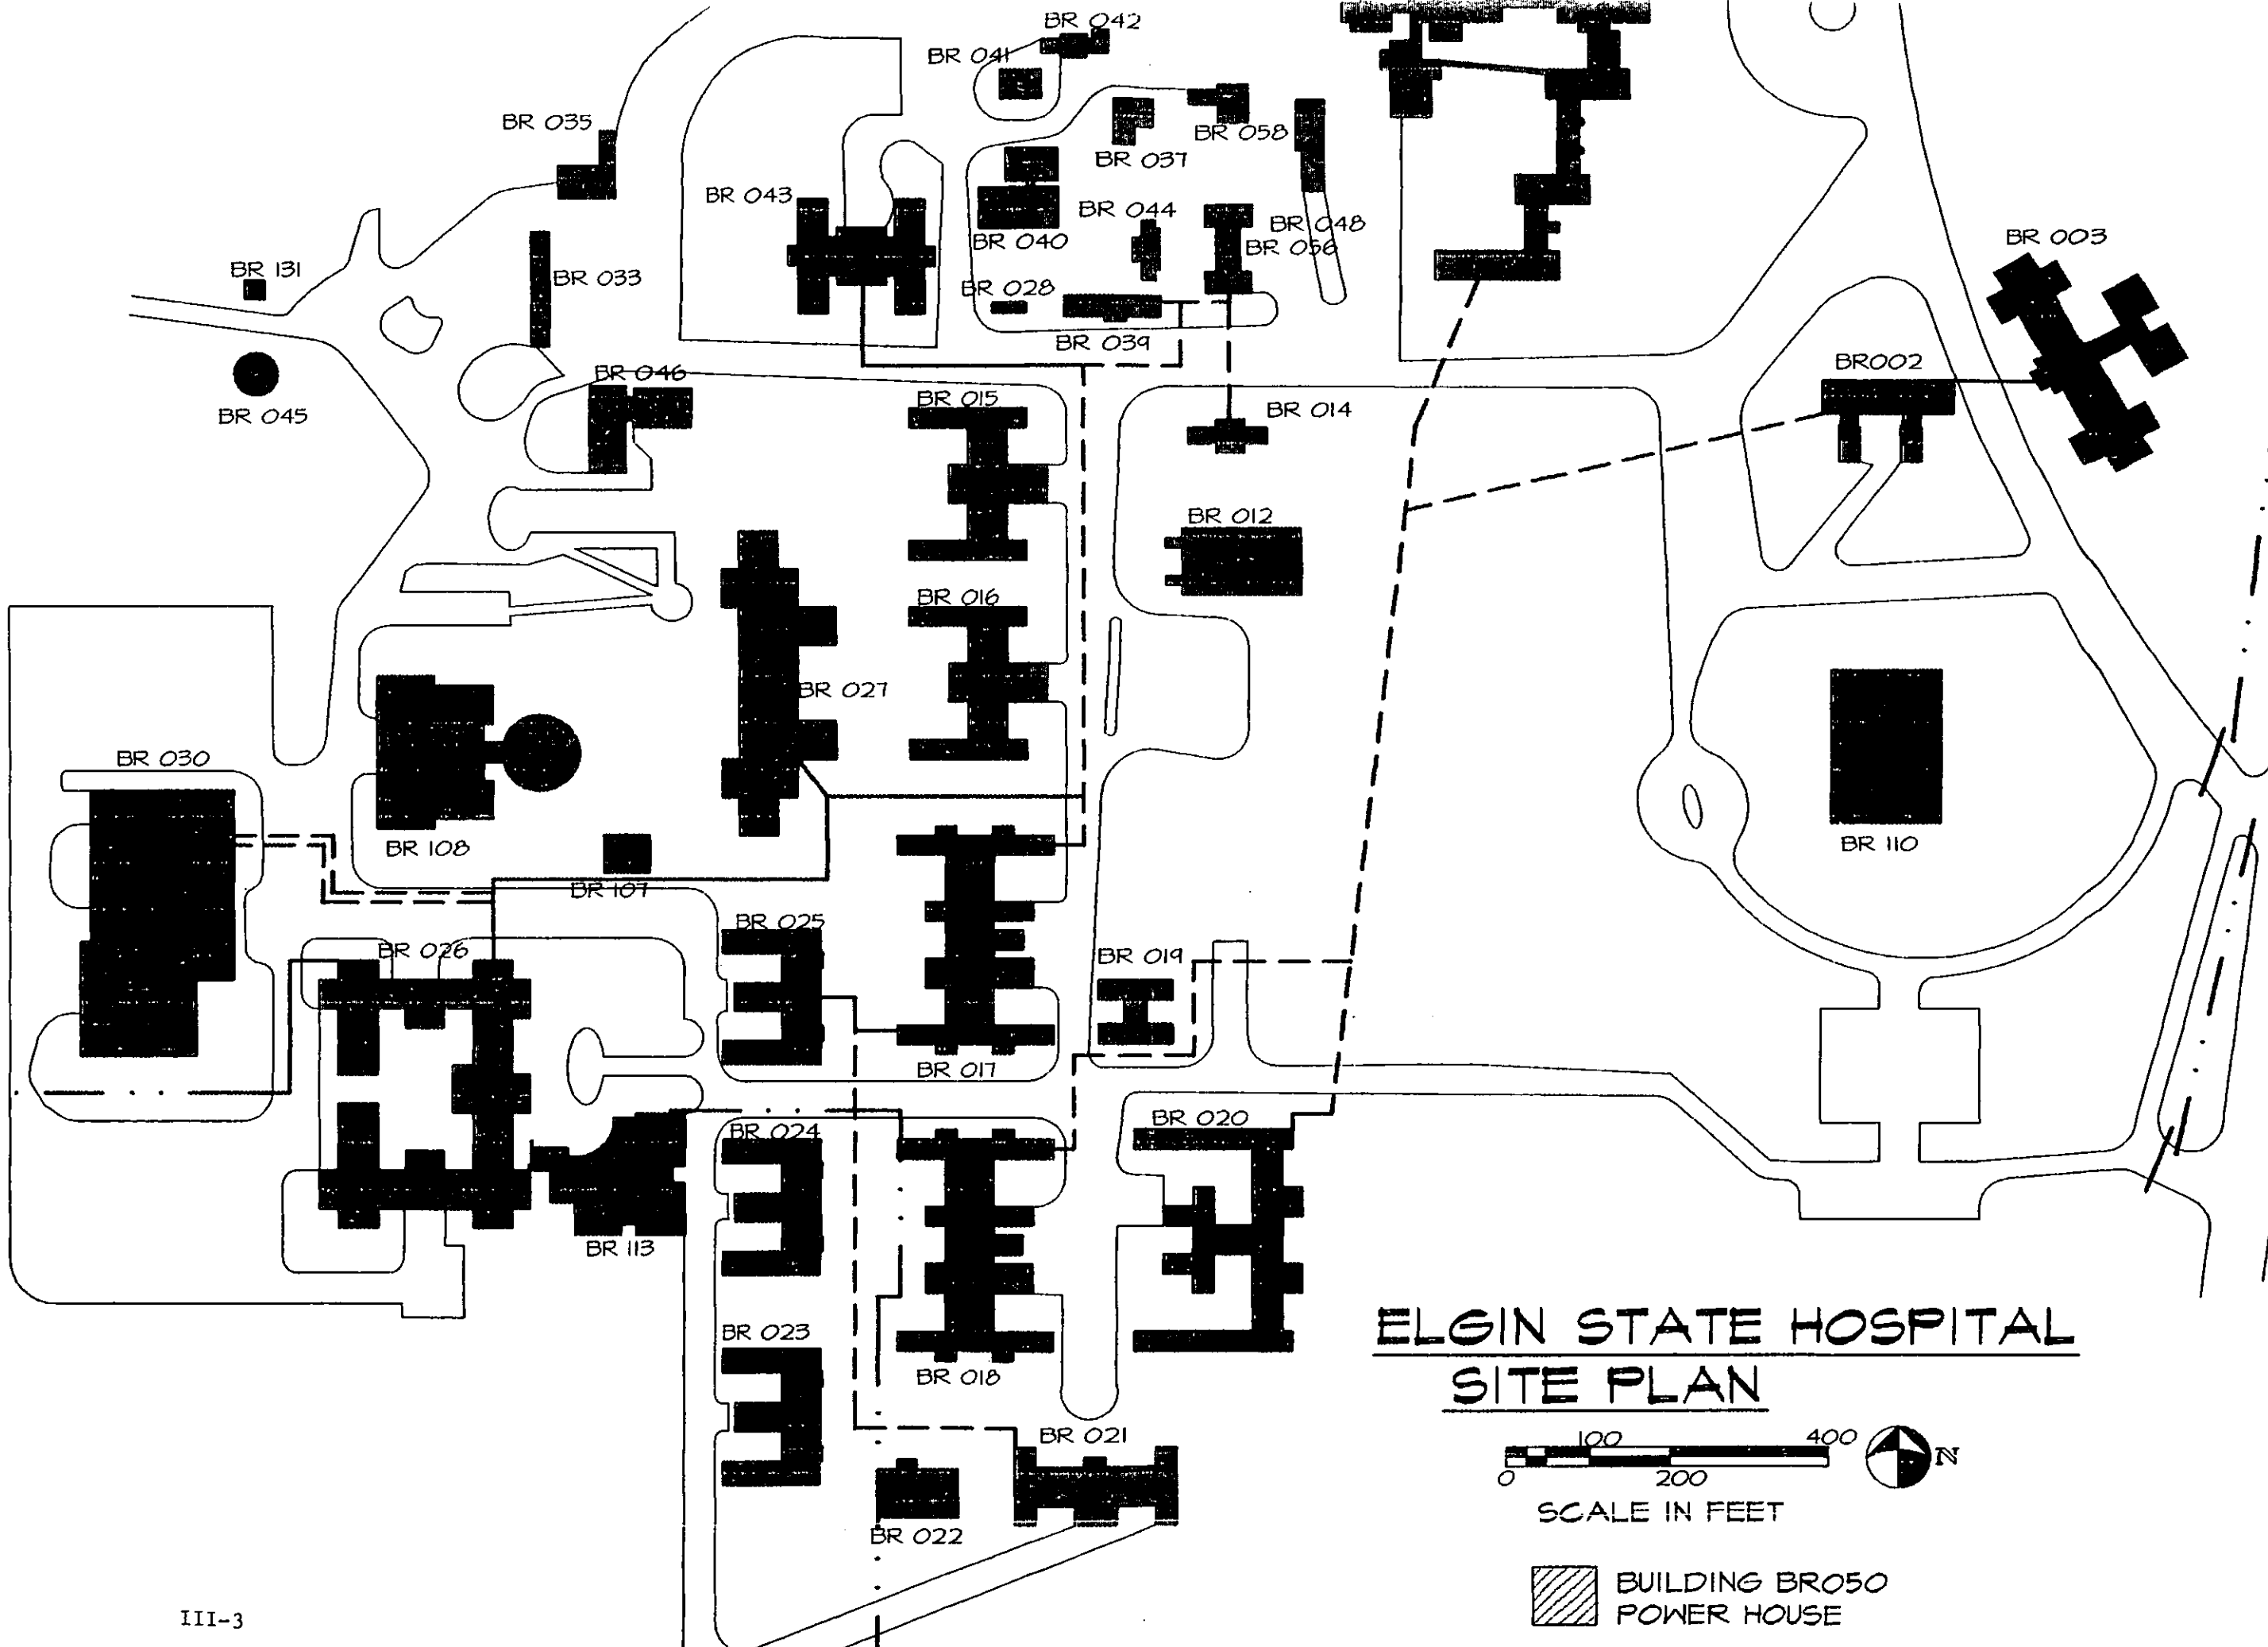 BR 042
BR 041
BR 035
BR 058
BR 037
BR 043
BR 044
BR 048
BR 040
BR 056
BR 003
BR 131
BR 033
BR 028
BR 039
BR 046
BR002
BR 045
BR 015
BR 014
BR 012
BR 016
BR 027
BR 030
BR 108
BR 110
BR 107
BR 025
BR 026
BR 019
BR 017
BR 020
BR 024
BR 113
BR 023
BR 018
ELGIN STATE HOSPITAL
SITE PLAN
BR 021
100 400
0 200
N
SCALE IN FEET
BR 022
BUILDING BR050
POWER HOUSE
III-3